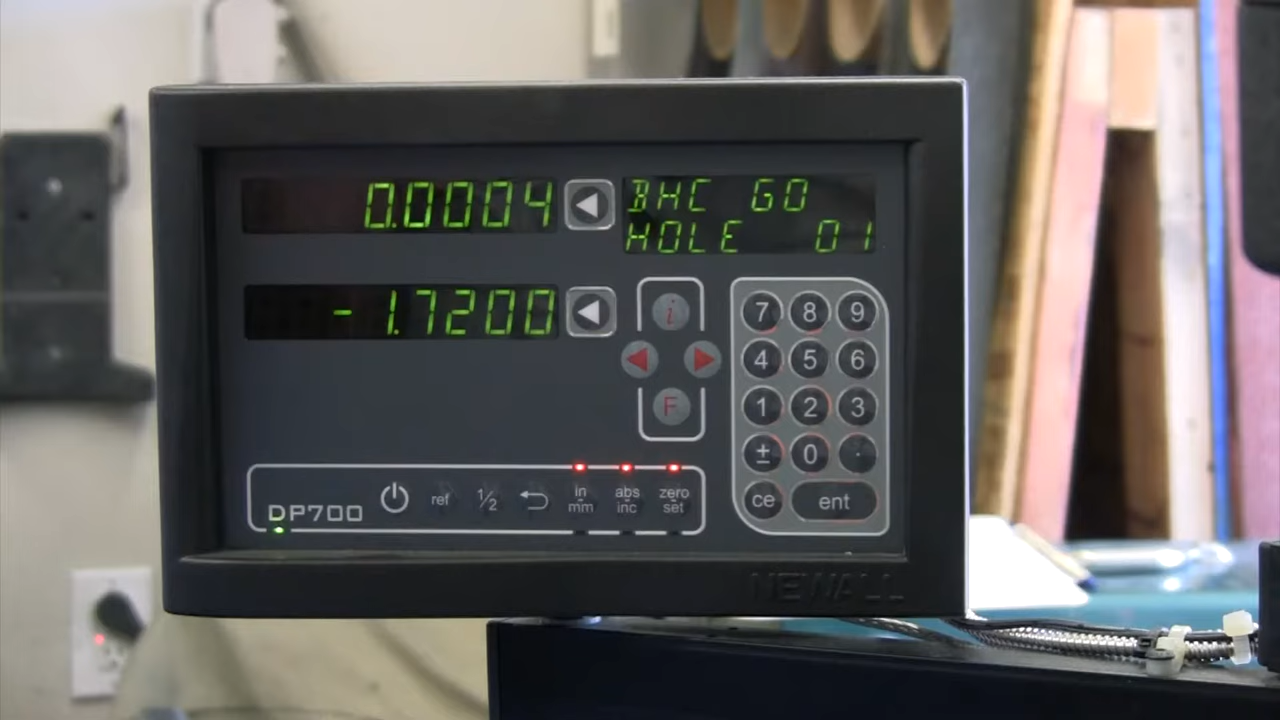 0.0004
BHC GO
HOLE 01
-1.7200
i
F
7 8 9
4 5 6
1 2 3
± 0 .
ce ent
DP700
ref
1/2
in
mm
abs
inc
zero
set
NEWALL